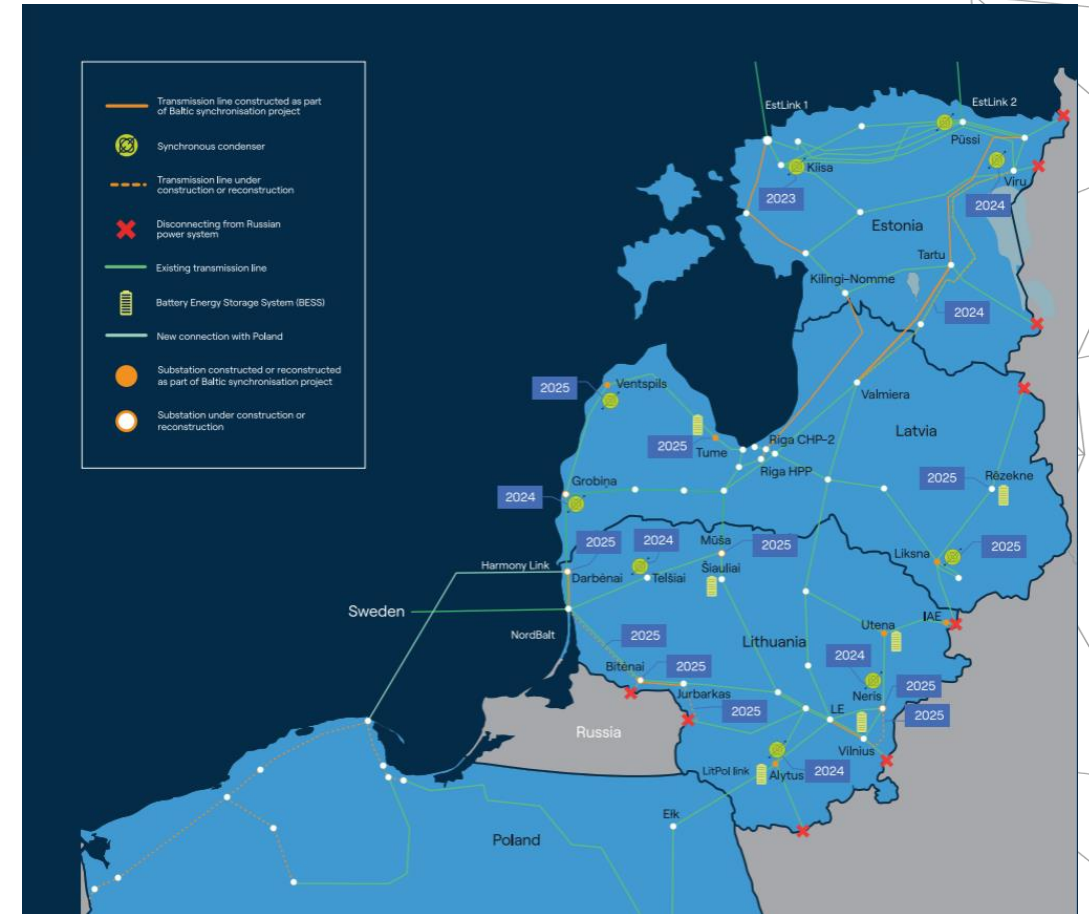 Transmission line constructed as part
of Baltic synchronisation project
Synchronous condenser
Transmission line under
construction or reconstruction
Disconnecting from Russian
power system
Existing transmission line
Battery Energy Storage System (BESS)
New connection with Poland
Substation constructed or reconstructed
as part of Baltic synchronisation project
Substation under construction or
reconstruction
EstLink 1
EstLink 2
Püssi
Kiisa
2023
Viru
2024
Estonia
Tartu
Kilingi-Nomme
2024
2025
Ventspils
Valmiera
Latvia
2025
Tume
Riga CHP-2
Riga HPP
2025
Rēzekne
Grobiņa
2024
Mūša
2025
2025
2024
Liksna
2025
Harmony Link
Darbėnai
Telšiai
Šiauliai
Sweden
IAE
Utena
NordBalt
Lithuania
2025
2024
Bitėnai
2025
Neris
2025
Jurbarkas
2025
LE
2025
Russia
Vilnius
LitPol link
Alytus
2024
Ełk
Poland